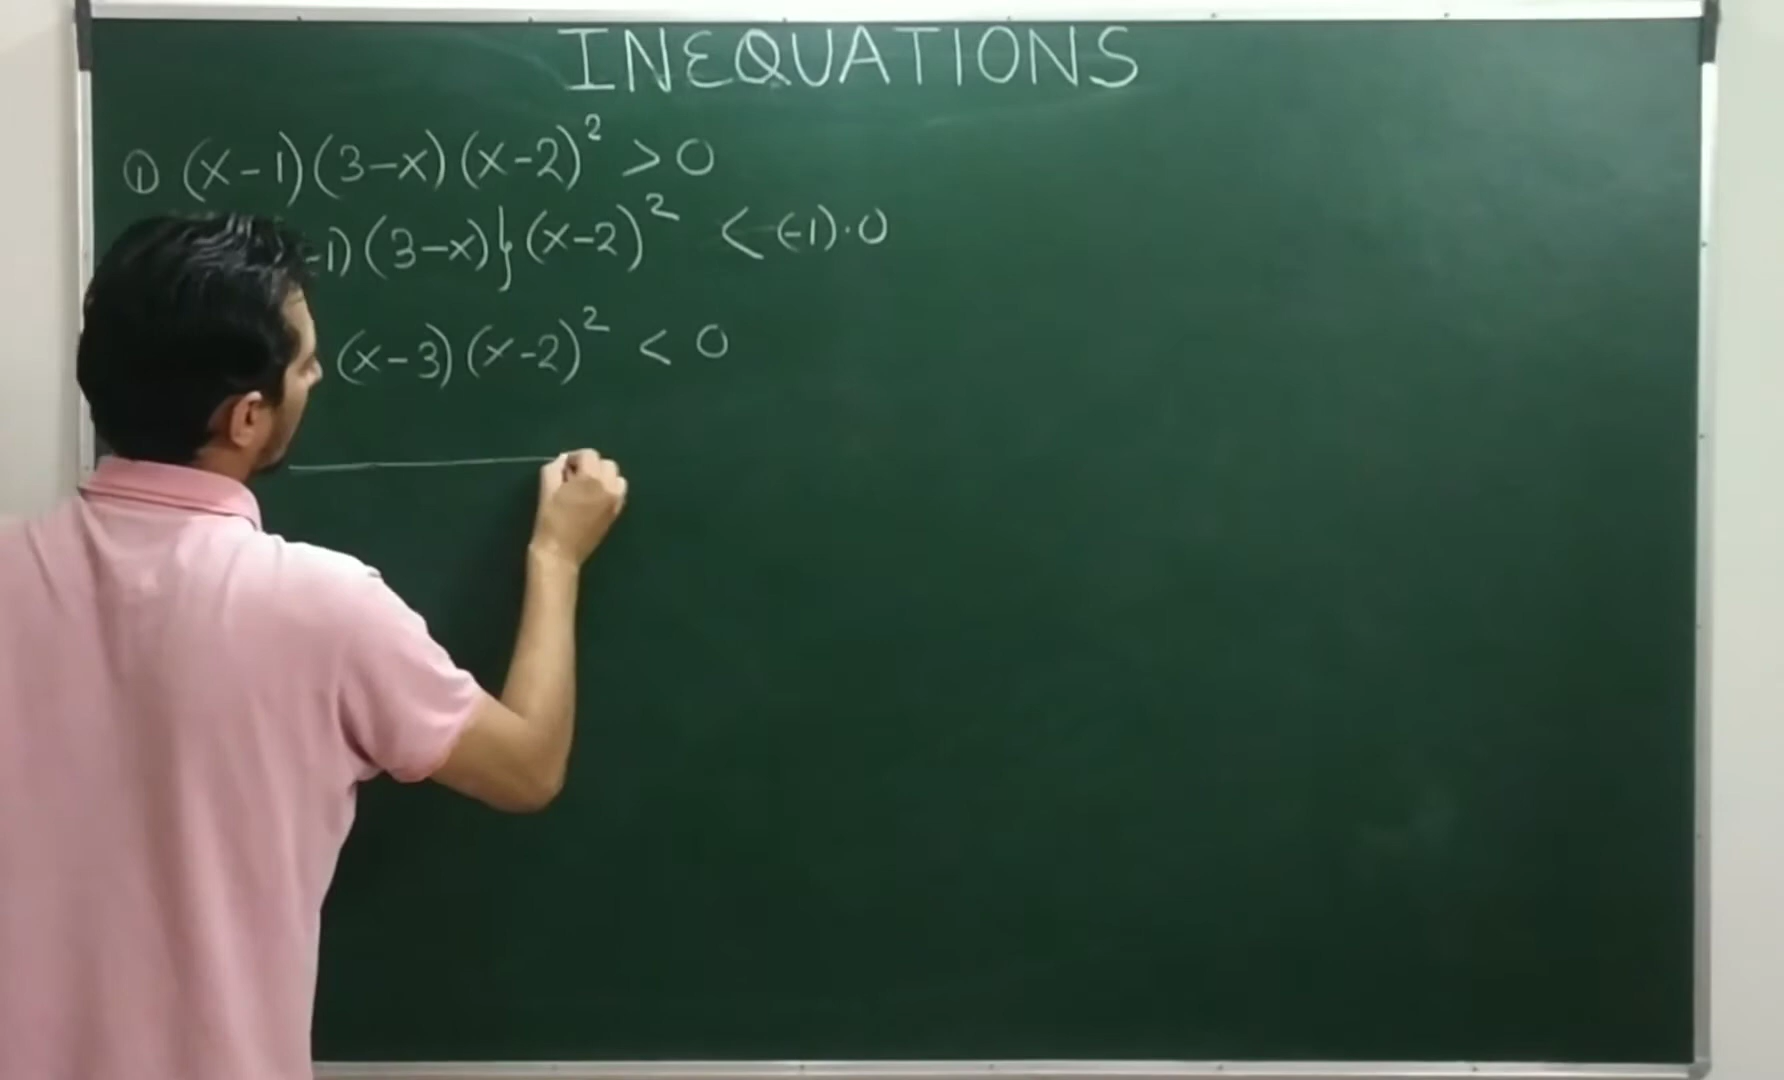 INEQUATIONS
① (x-1)(3-x)(x-2)² >0
-1)(3-x)}(x-2)² < (-1)·0
(x-3)(x-2)² < 0